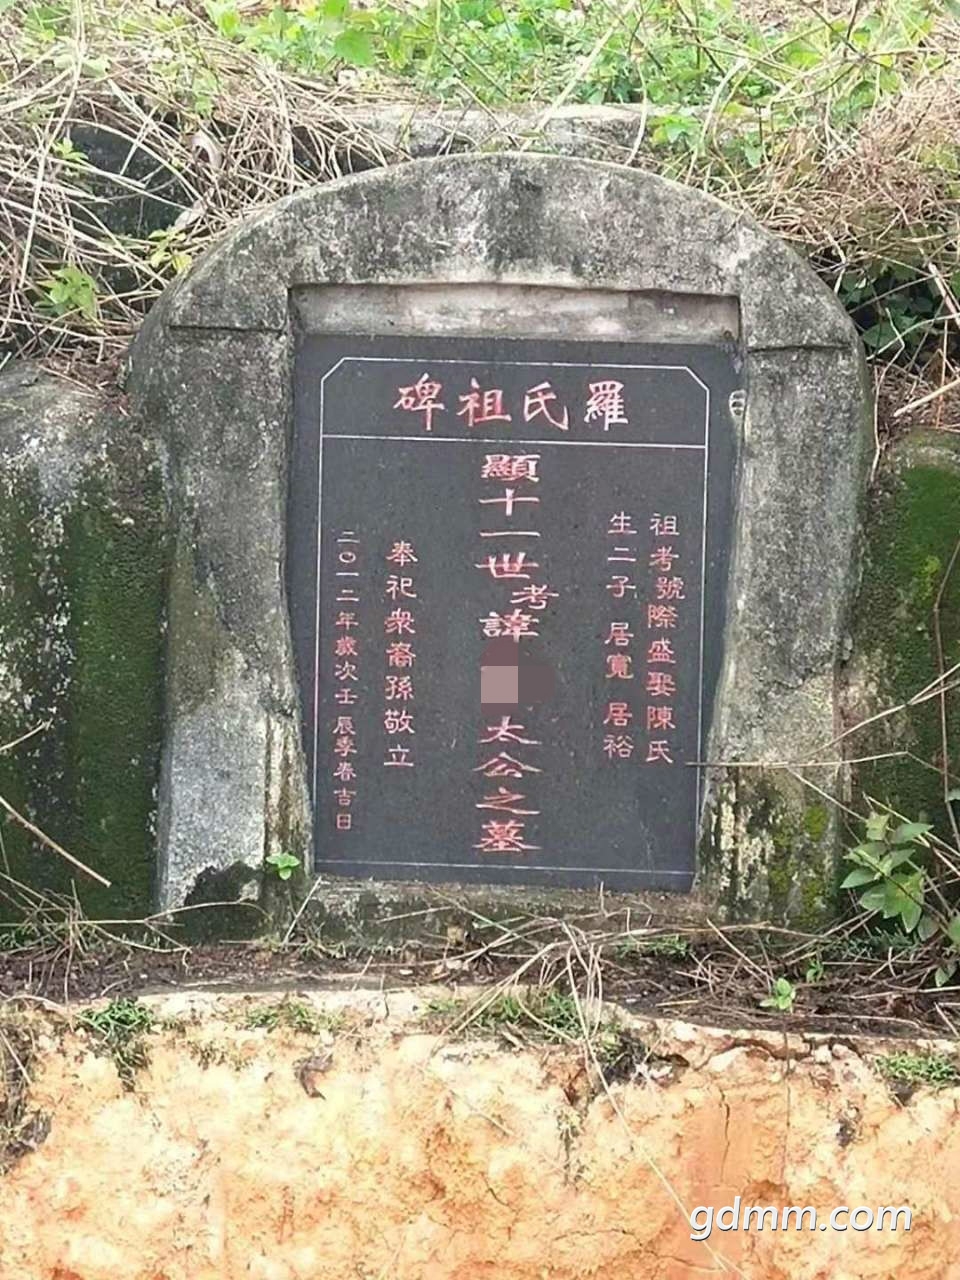 羅氏祖碑
祖考號際盛娶陳氏
生二子 居寬 居裕
顯十一世考諱 太公之墓
奉祀衆裔孫敬立
二〇一二年歲次壬辰季春吉日
gdmm.com